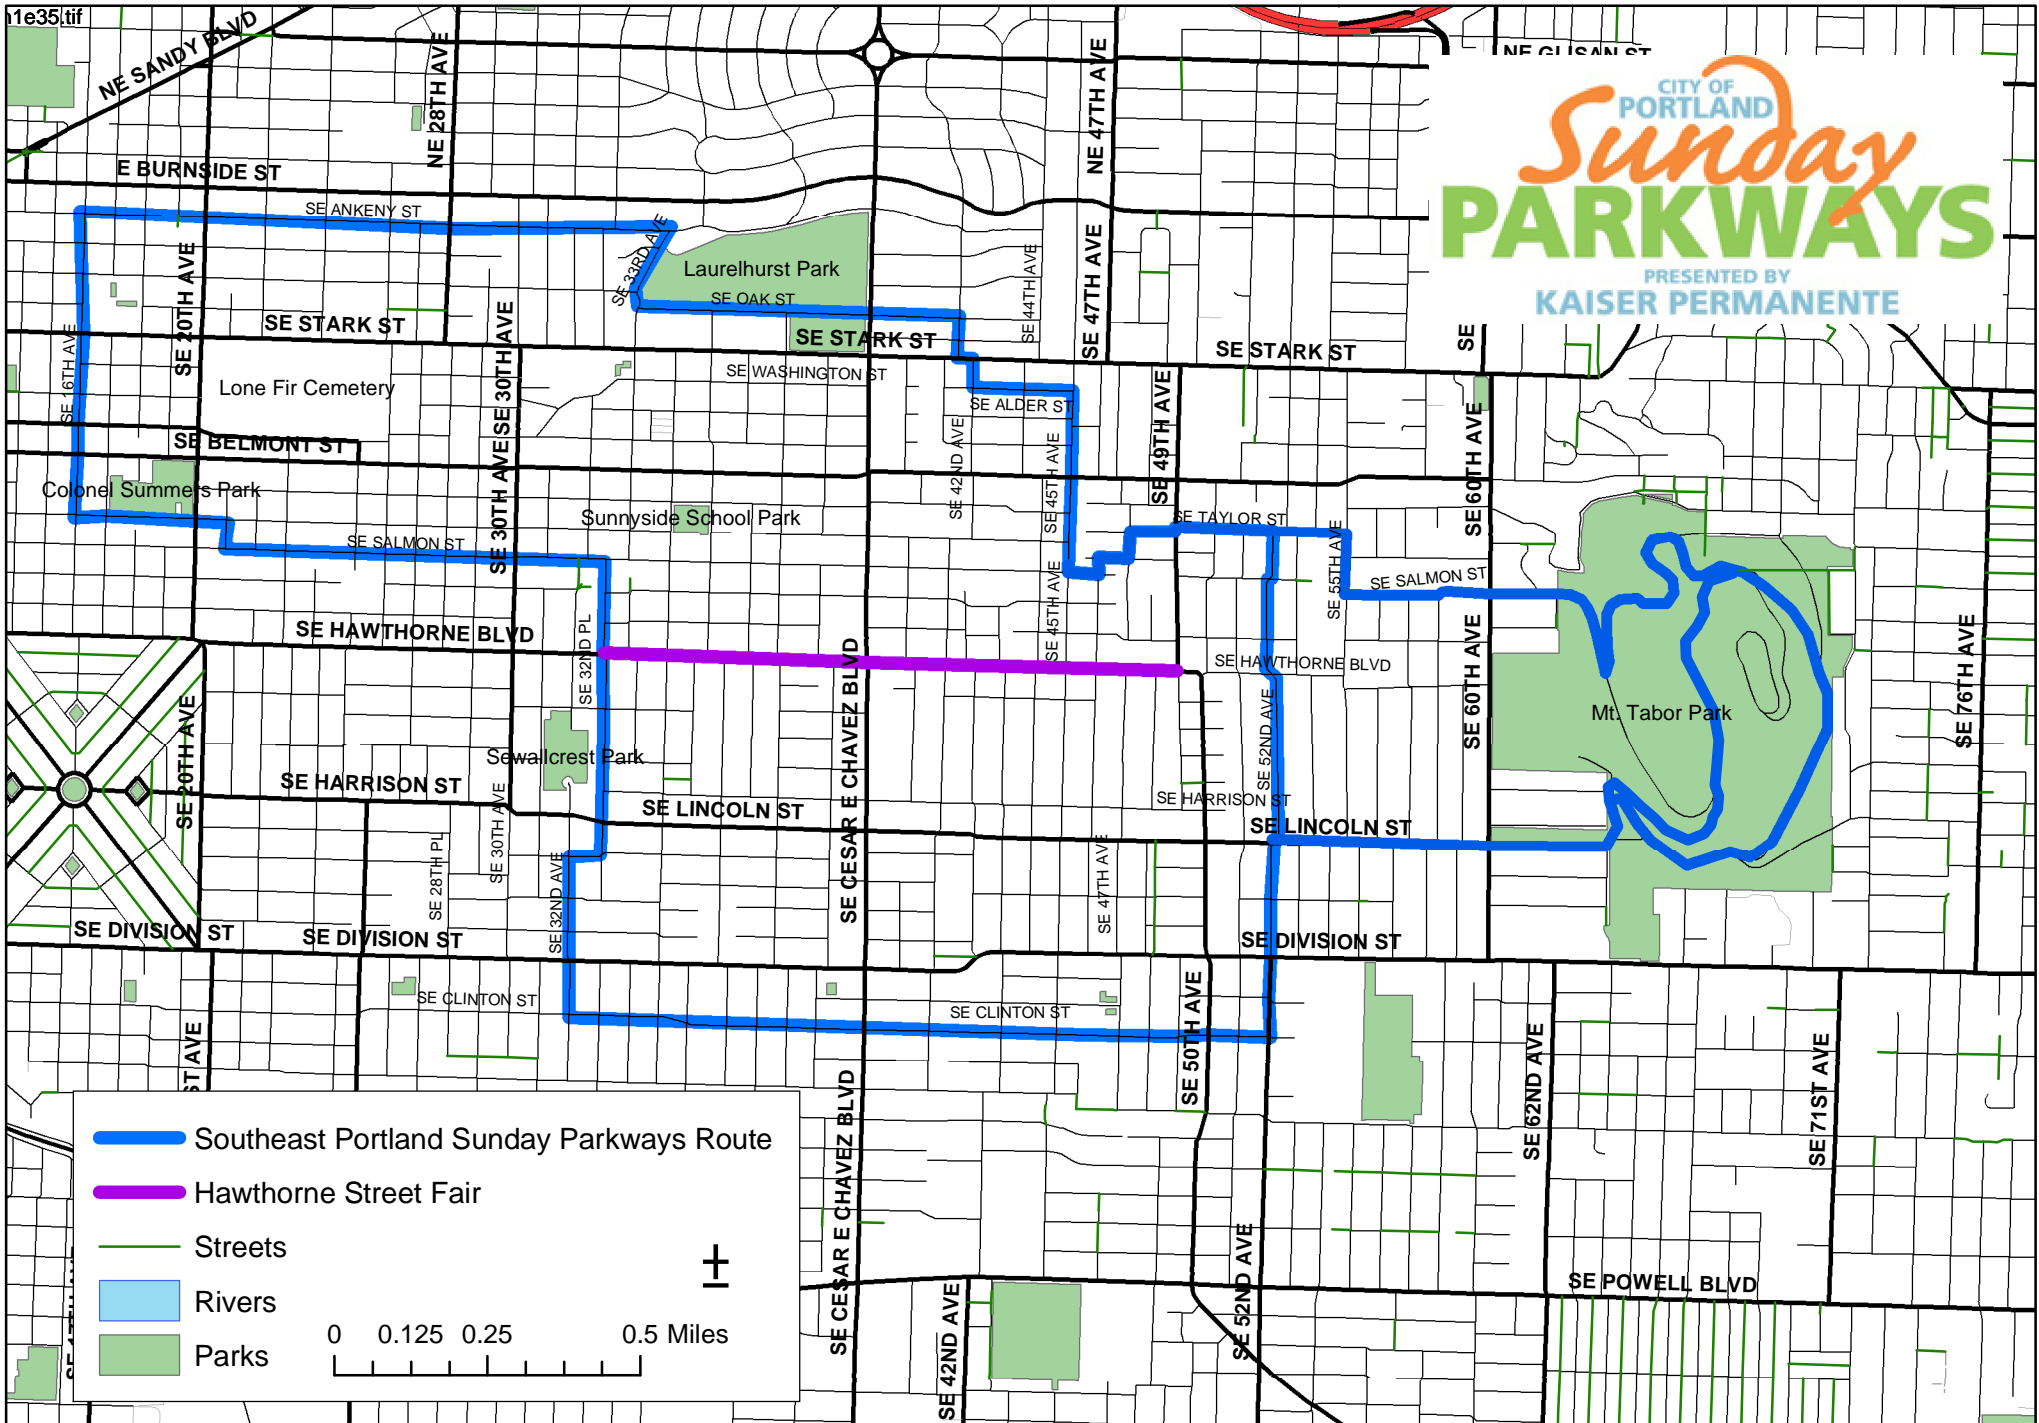 n1e35.tif
NE SANDY BLVD
NE 28TH AVE
NE 47TH AVE
NE GLISAN ST
CITY OF
PORTLAND
Sunday
PARKWAYS
PRESENTED BY
KAISER PERMANENTE
E BURNSIDE ST
SE ANKENY ST
SE 33RD AVE
Laurelhurst Park
SE OAK ST
SE 44TH AVE
SE 47TH AVE
SE 20TH AVE
SE 16TH AVE
SE STARK ST
SE STARK ST
SE STARK ST
SE
SE 30TH AVE
SE WASHINGTON ST
Lone Fir Cemetery
SE ALDER ST
SE 49TH AVE
SE 60TH AVE
SE BELMONT ST
SE 42ND AVE
SE 45TH AVE
Colonel Summers Park
SE 30TH AVE
Sunnyside School Park
SE TAYLOR ST
SE 55TH AVE
SE SALMON ST
SE SALMON ST
SE 45TH AVE
SE HAWTHORNE BLVD
SE 32ND PL
SE CESAR E CHAVEZ BLVD
SE HAWTHORNE BLVD
SE 60TH AVE
SE 76TH AVE
SE 20TH AVE
SE 52ND AVE
Mt. Tabor Park
Sewallcrest Park
SE HARRISON ST
SE LINCOLN ST
SE HARRISON ST
SE LINCOLN ST
SE 30TH AVE
SE 28TH PL
SE 32ND AVE
SE 47TH AVE
SE DIVISION ST
SE DIVISION ST
SE DIVISION ST
SE CLINTON ST
SE CLINTON ST
SE 50TH AVE
ST AVE
SE 62ND AVE
SE 71ST AVE
SE CESAR E CHAVEZ BLVD
Southeast Portland Sunday Parkways Route
Hawthorne Street Fair
Streets
Rivers
Parks
±
0 0.125 0.25 0.5 Miles
SE 52ND AVE
SE 42ND AVE
SE POWELL BLVD